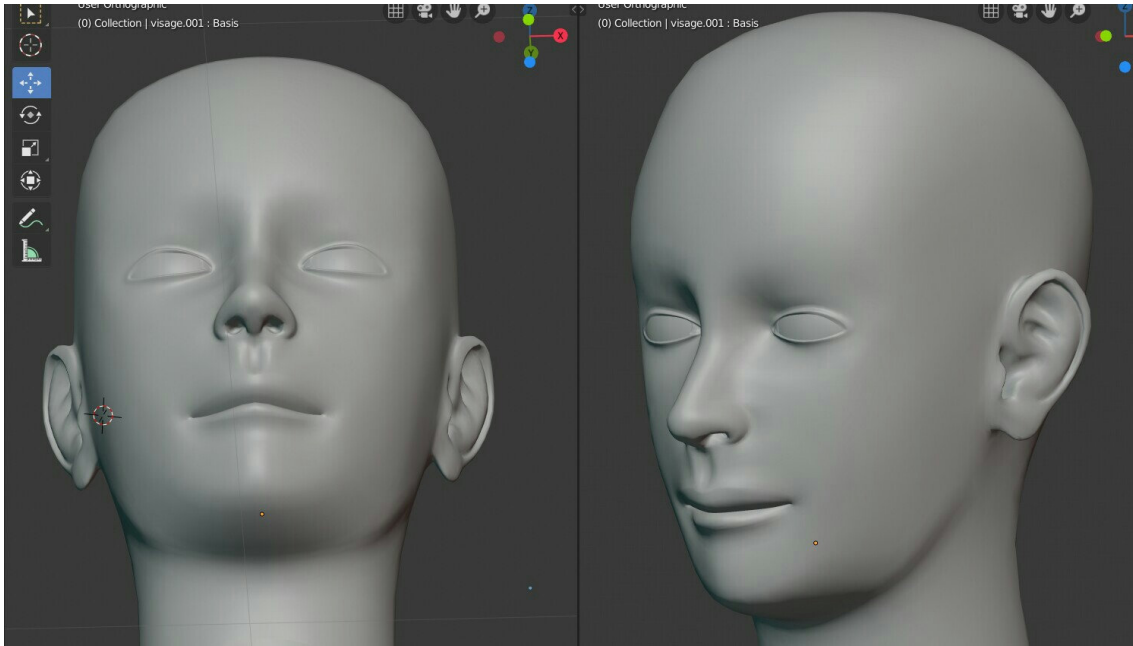 User Orthographic
(0) Collection | visage.001 : Basis
Z
X
Y
User Orthographic
(0) Collection | visage.001 : Basis
Z